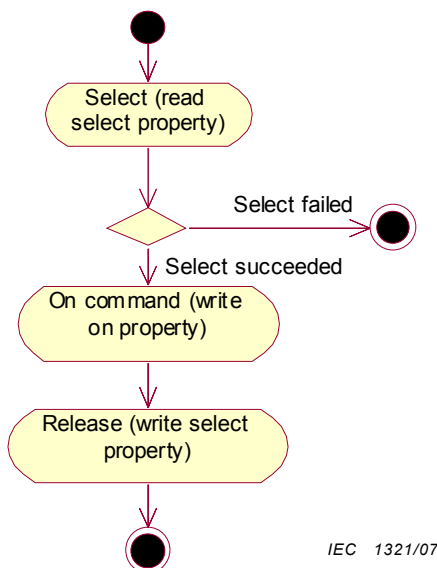 Select (read
select property)
Select failed
Select succeeded
On command (write
on property)
Release (write select
property)
IEC 1321/07